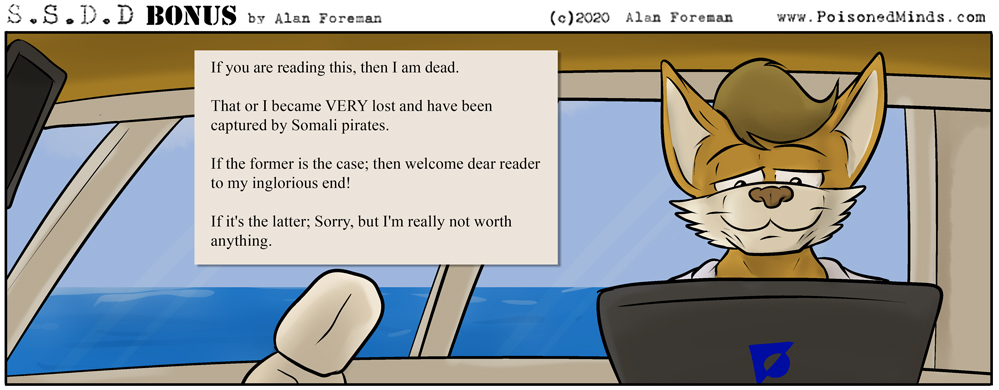 S.S.D.D BONUS by Alan Foreman (c)2020 Alan Foreman www.PoisonedMinds.com
If you are reading this, then I am dead.
That or I became VERY lost and have been
captured by Somali pirates.
If the former is the case; then welcome dear reader
to my inglorious end!
If it's the latter; Sorry, but I'm really not worth
anything.